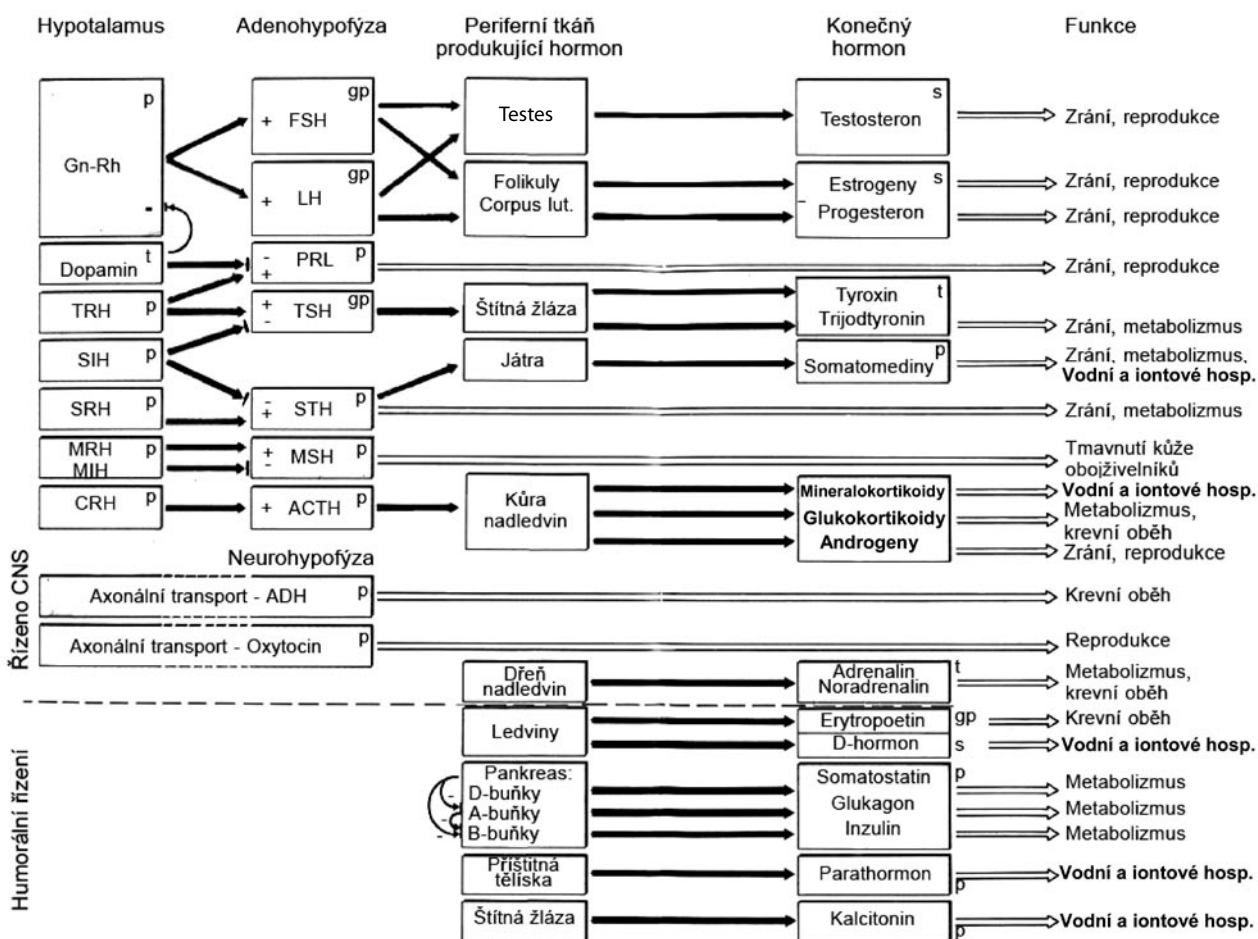 Hypotalamus
Adenohypofýza
Periferní tkáň
produkující hormon
Konečný
hormon
Funkce
p
Gn-Rh
-
gp
+ FSH
gp
+ LH
Testes
Folikuly
Corpus lut.
s
Testosteron
Estrogeny s
- Progesteron
Zrání, reprodukce
Zrání, reprodukce
Zrání, reprodukce
Dopamin t
- PRL p
+
Zrání, reprodukce
TRH p
+ TSH gp
-
Štítná žláza
Tyroxin t
Trijodtyronin
Zrání, metabolizmus
SIH p
Játra
Somatomediny p
Zrání, metabolizmus,
Vodní a iontové hosp.
SRH p
- STH p
+
Zrání, metabolizmus
MRH p
MIH
+ MSH p
-
Tmavnutí kůže
obojživelníků
CRH p
+ ACTH p
Kůra
nadledvin
Mineralokortikoidy
Glukokortikoidy
Androgeny
Vodní a iontové hosp.
Metabolizmus,
krevní oběh
Zrání, reprodukce
Řízeno CNS
Neurohypofýza
Axonální transport - ADH p
Krevní oběh
Axonální transport - Oxytocin p
Reprodukce
Dřeň
nadledvin
Adrenalin t
Noradrenalin
Metabolizmus,
krevní oběh
Humorální řízení
Ledviny
Erytropoetin gp
D-hormon s
Krevní oběh
Vodní a iontové hosp.
Pankreas:
- D-buňky
- A-buňky
- B-buňky
Somatostatin p
Glukagon
Inzulin
Metabolizmus
Metabolizmus
Metabolizmus
Příštitná
tělíska
Parathormon p
Vodní a iontové hosp.
Štítná žláza
Kalcitonin p
Vodní a iontové hosp.